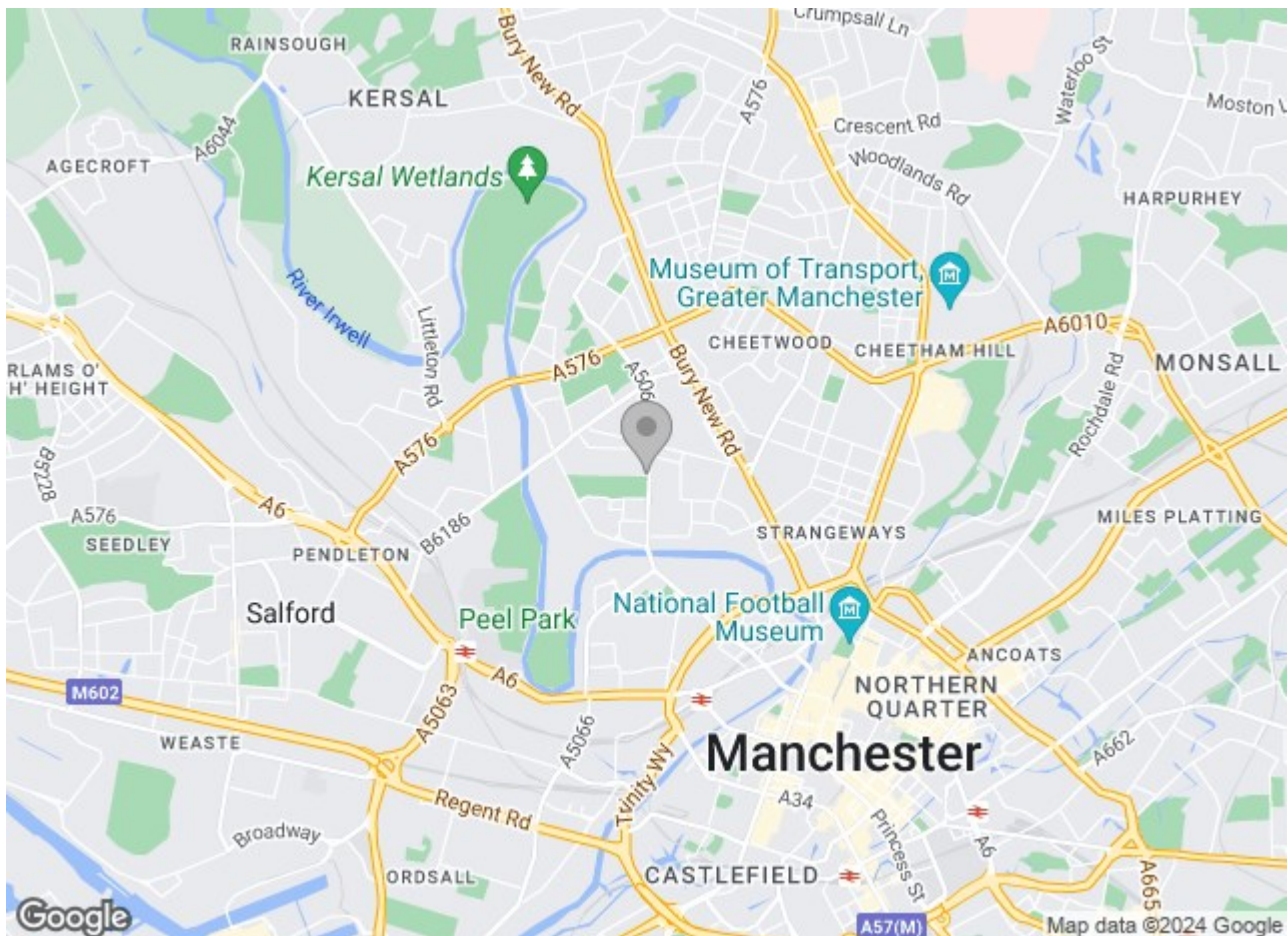 Crumpsall Ln
RAINSOUGH
Bury New Rd
KERSAL
A576
Waterloo St
Moston
Crescent Rd
A6044
AGECROFT
Kersal Wetlands
Woodlands Rd
HARPURHEY
River Irwell
Museum of Transport,
Greater Manchester
Littleton Rd
A6010
CHEETWOOD
CHEETHAM HILL
MONSALL
RLAMS O'
H' HEIGHT
A576
A506
Bury New Rd
Rochdale Rd
A576
B5228
A6
A576
SEEDLEY
B6186
PENDLETON
STRANGEWAYS
MILES PLATTING
Salford
Peel Park
National Football
Museum
ANCOATS
A6
NORTHERN
QUARTER
M602
A5063
WEASTE
A5066
Manchester
A662
Trinity Wy
A34
Regent Rd
Princess St
A6
Broadway
ORDSALL
CASTLEFIELD
A665
Google
A57(M)
Map data ©2024 Google